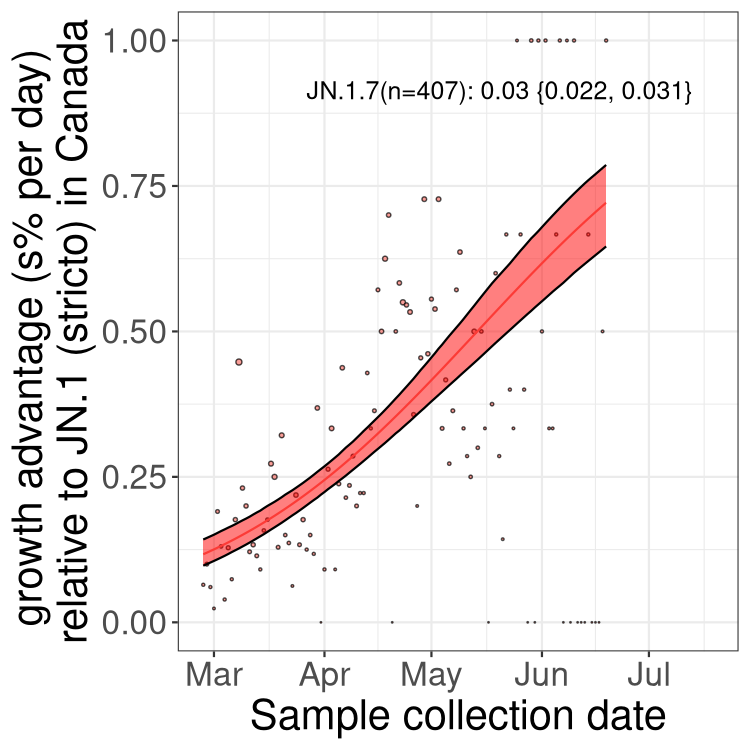 growth advantage (s% per day)
relative to JN.1 (stricto) in Canada
1.00
0.75
0.50
0.25
0.00
JN.1.7(n=407): 0.03 {0.022, 0.031}
Mar Apr May Jun Jul
Sample collection date